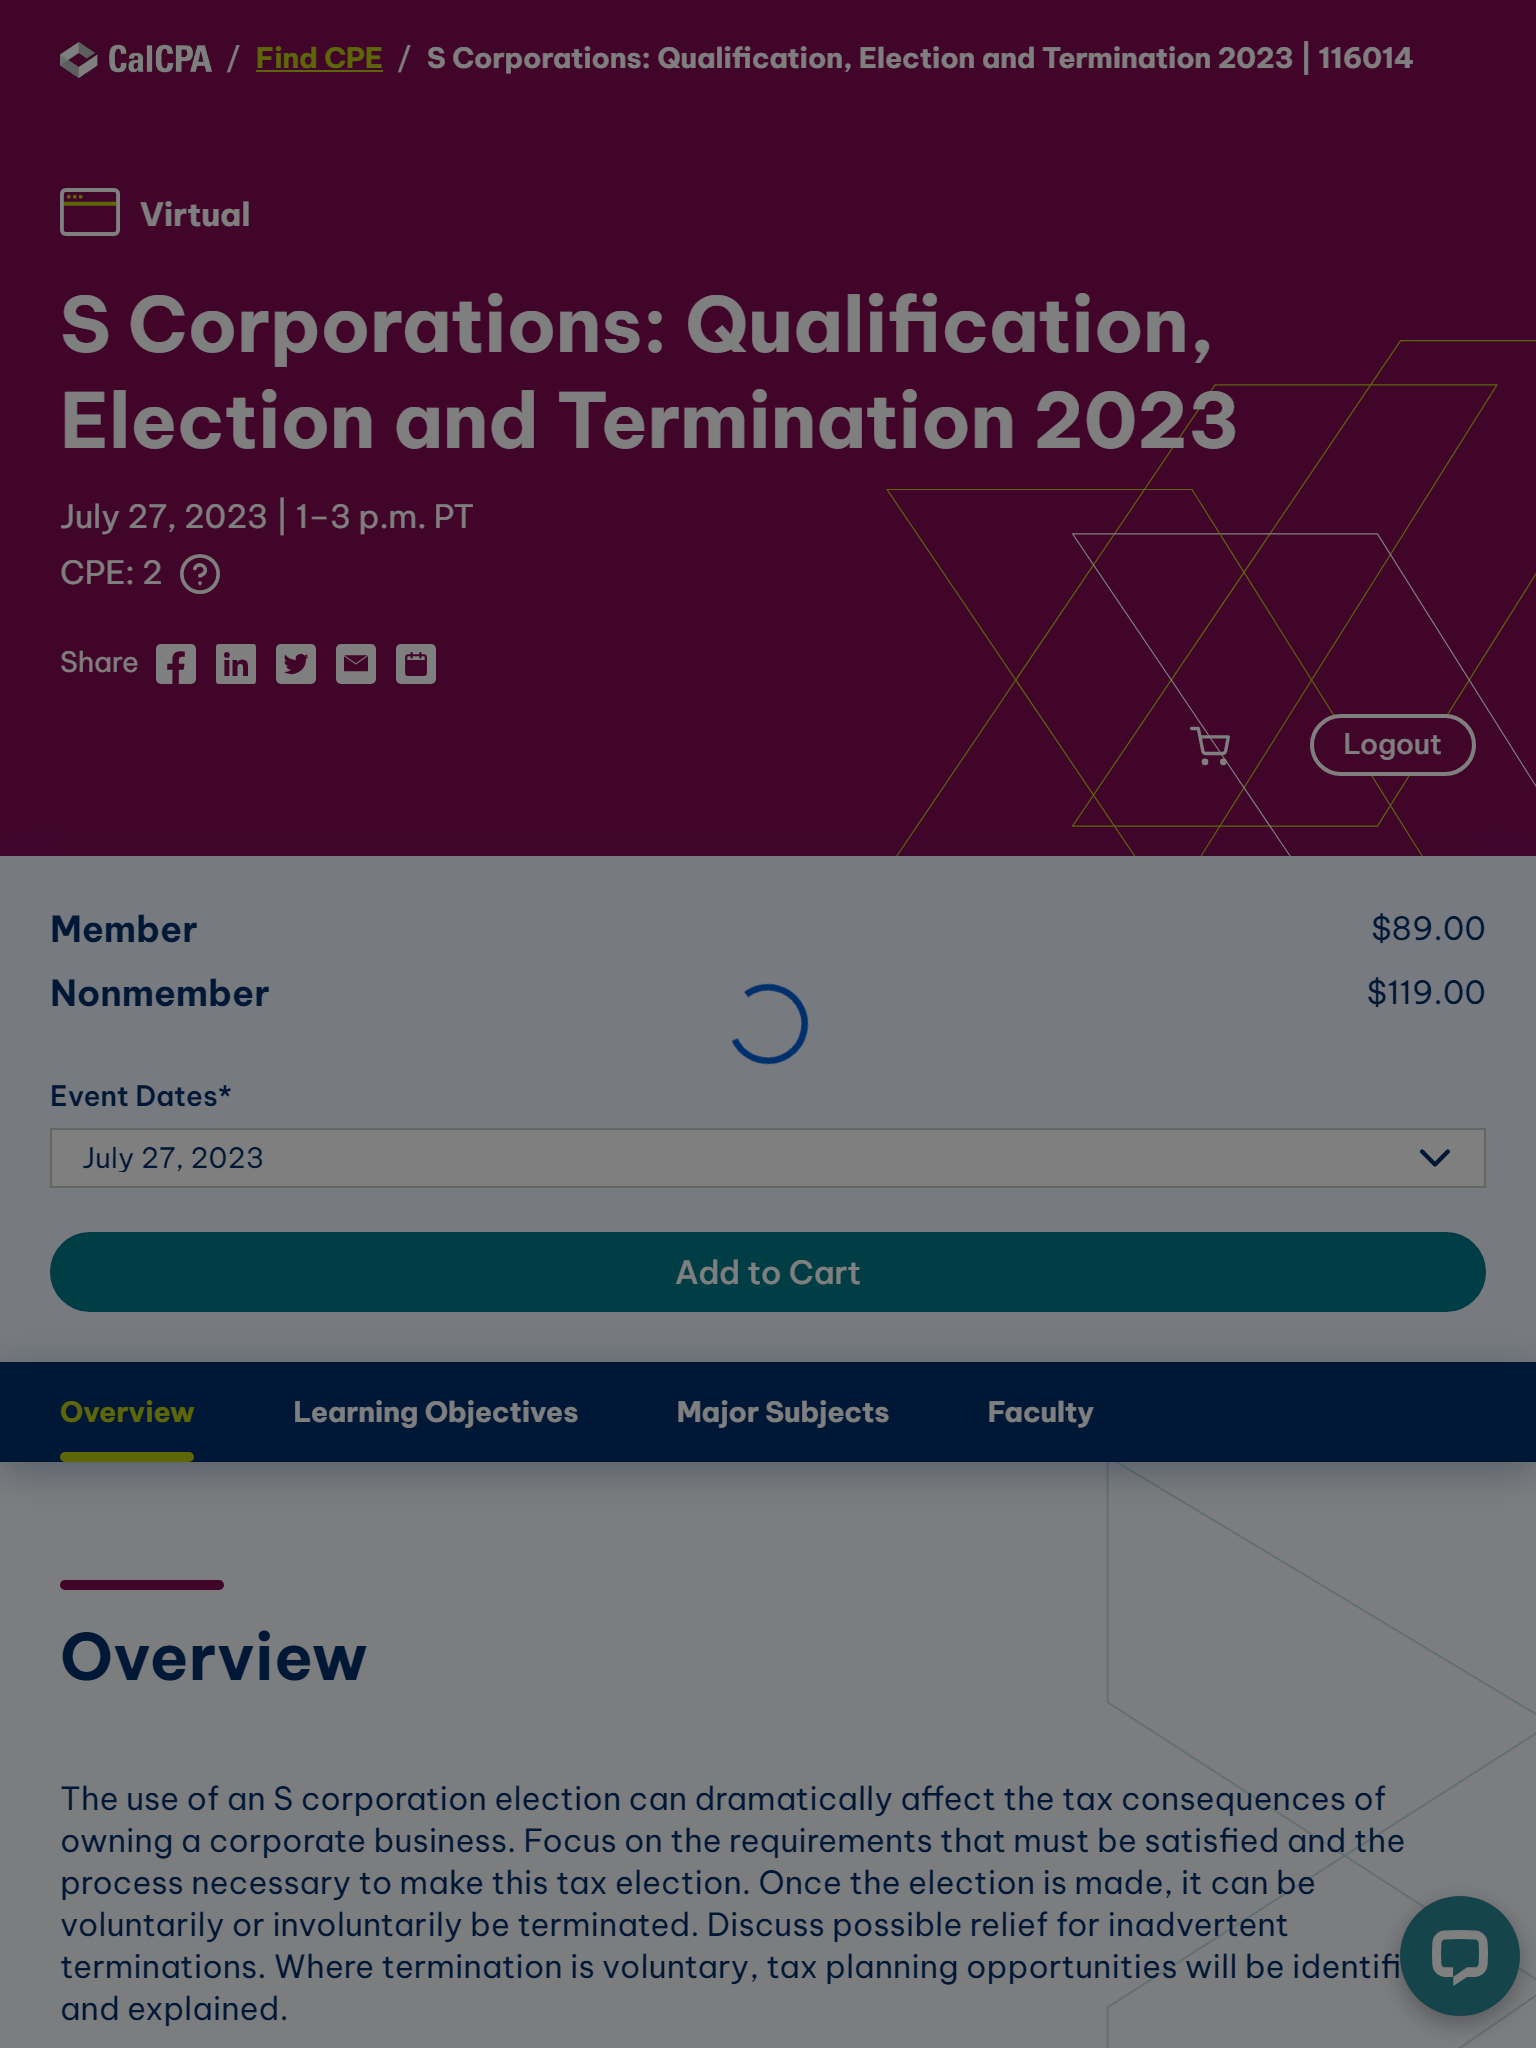 CalCPA / Find CPE / S Corporations: Qualification, Election and Termination 2023 | 116014
Virtual
S Corporations: Qualification,
Election and Termination 2023
July 27, 2023 | 1–3 p.m. PT
CPE: 2 ?
Share
Logout
Member $89.00
Nonmember $119.00
Event Dates*
July 27, 2023
Add to Cart
Overview Learning Objectives Major Subjects Faculty
Overview
The use of an S corporation election can dramatically affect the tax consequences of
owning a corporate business. Focus on the requirements that must be satisfied and the
process necessary to make this tax election. Once the election is made, it can be
voluntarily or involuntarily be terminated. Discuss possible relief for inadvertent
terminations. Where termination is voluntary, tax planning opportunities will be
and explained.